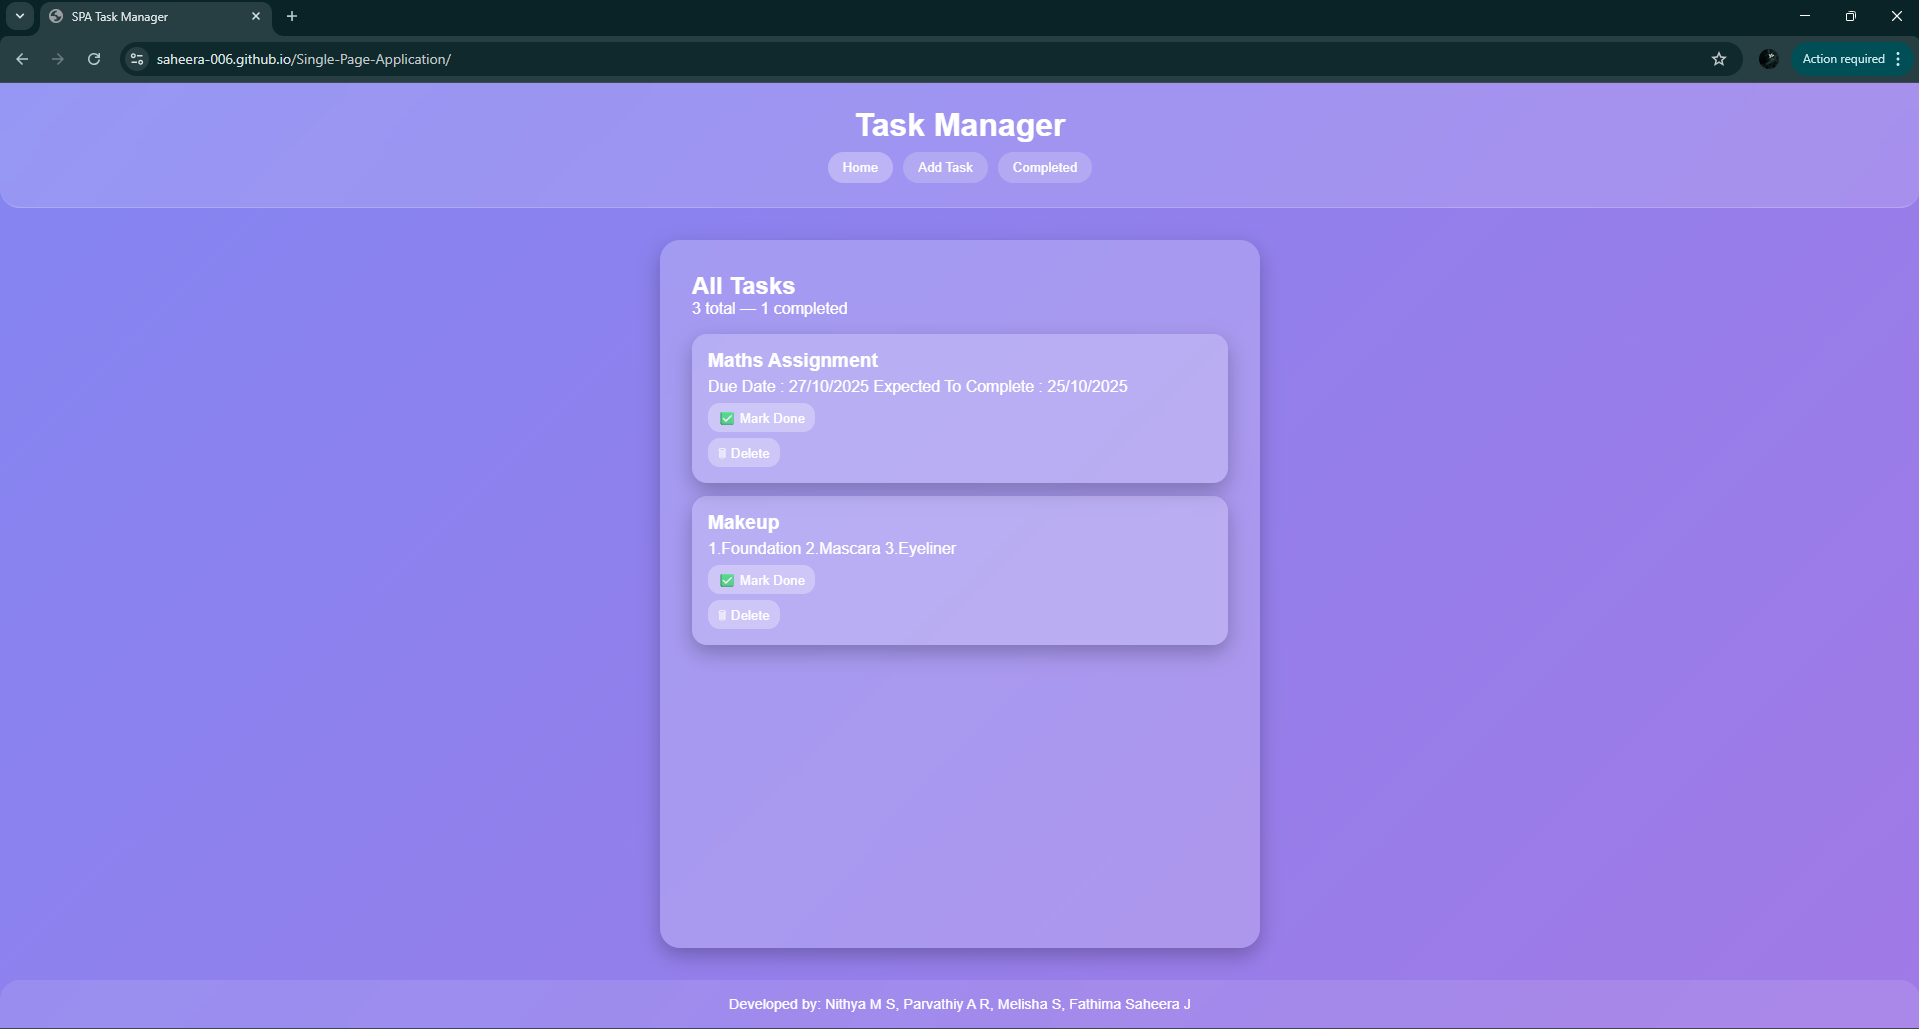 SPA Task Manager
saheera-006.github.io/Single-Page-Application/
Action required
Task Manager
Home Add Task Completed
All Tasks
3 total — 1 completed
Maths Assignment
Due Date : 27/10/2025 Expected To Complete : 25/10/2025
✅ Mark Done
Delete
Makeup
1.Foundation 2.Mascara 3.Eyeliner
✅ Mark Done
Delete
Developed by: Nithya M S, Parvathiy A R, Melisha S, Fathima Saheera J